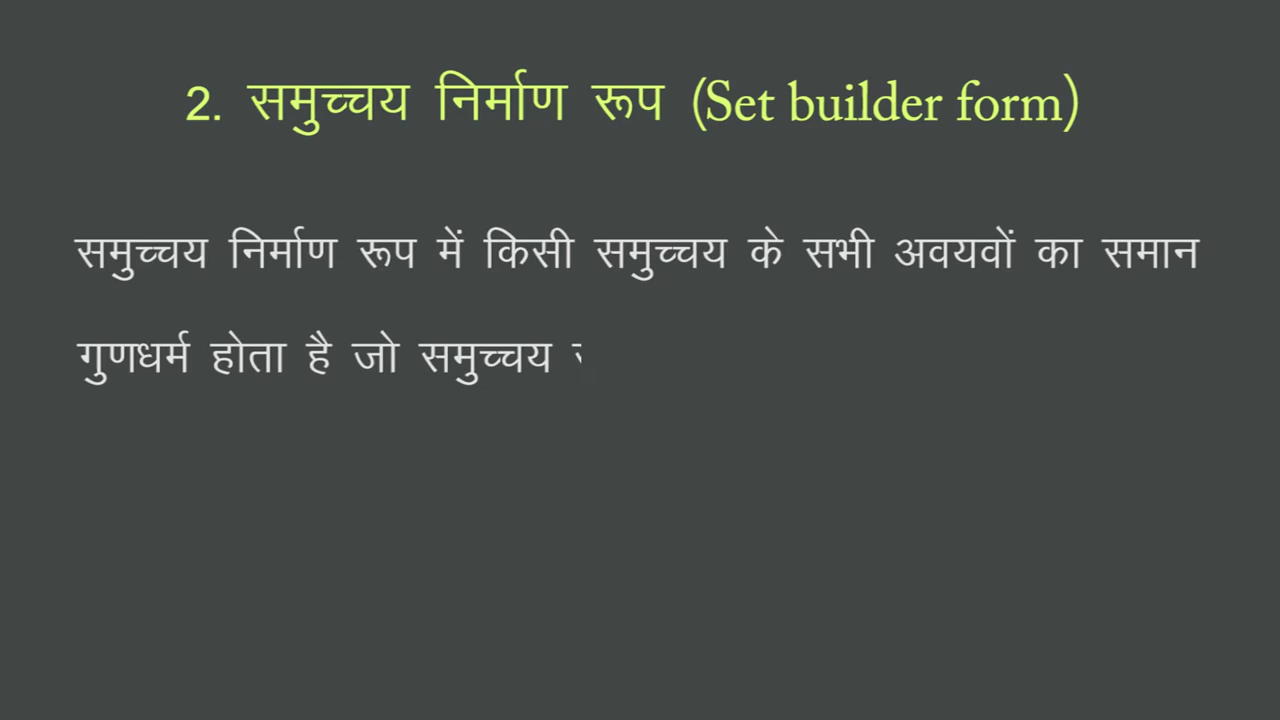 2. समुच्चय निर्माण रूप (Set builder form)
समुच्चय निर्माण रूप में किसी समुच्चय के सभी अवयवों का समान
गुणधर्म होता है जो समुच्चय